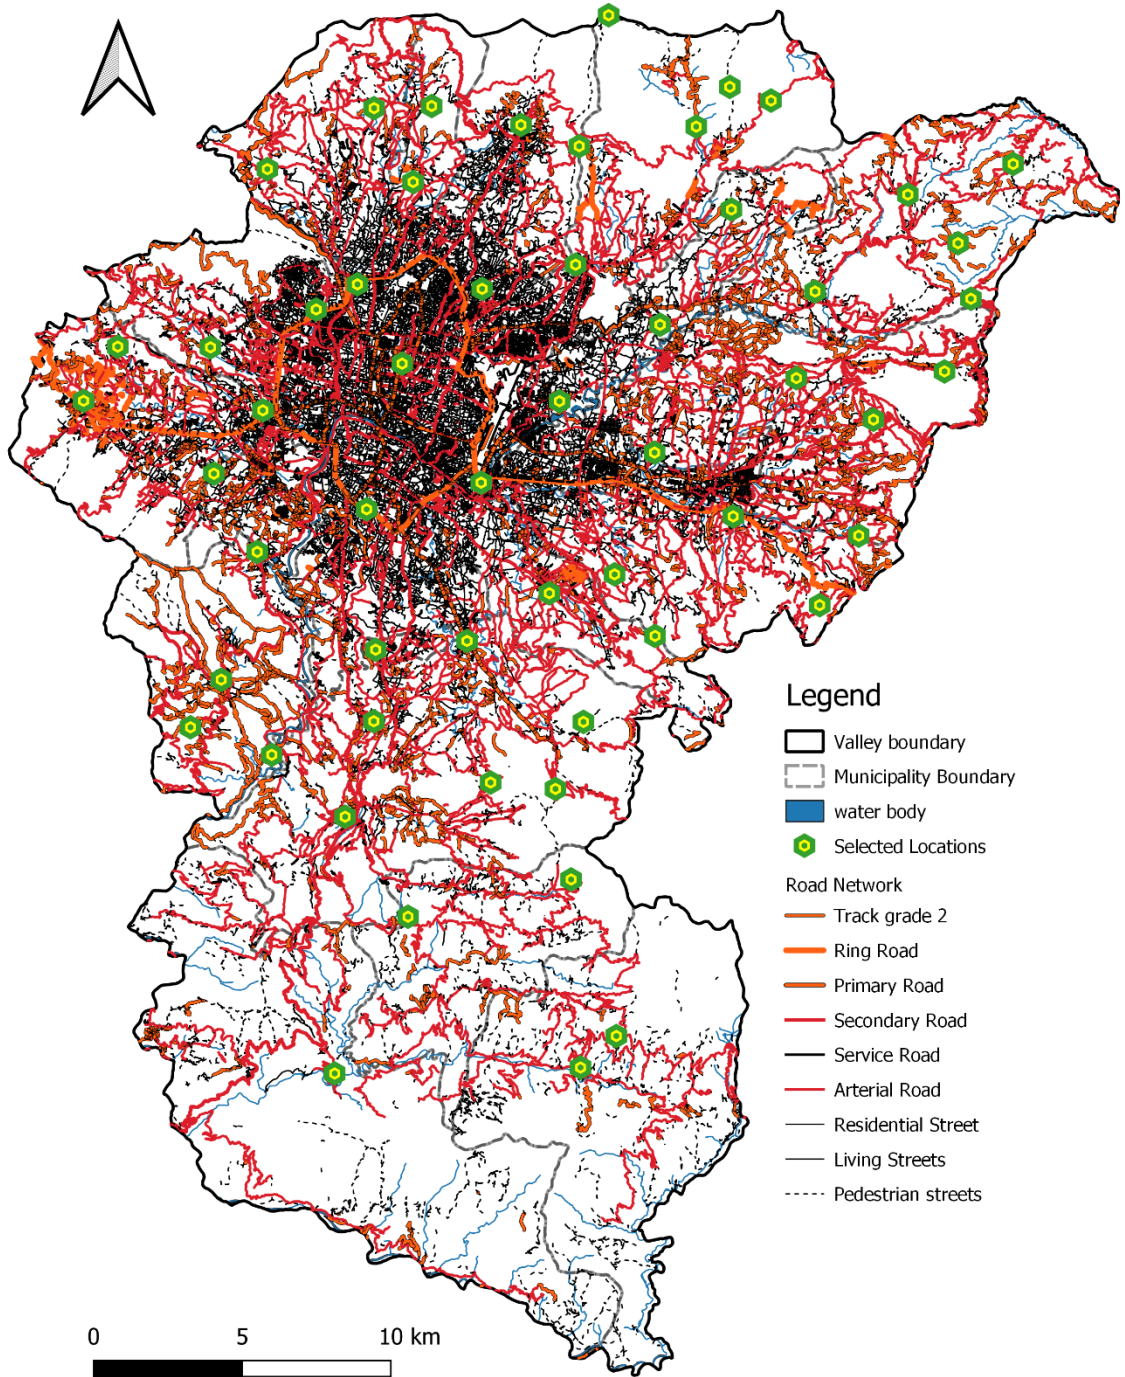 Legend
Valley boundary
Municipality Boundary
water body
Selected Locations
Road Network
Track grade 2
Ring Road
Primary Road
Secondary Road
Service Road
Arterial Road
Residential Street
Living Streets
Pedestrian streets
0 5 10 km